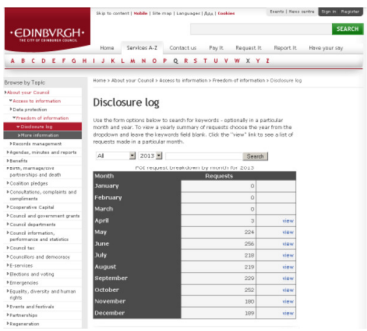 Skip to content | Mobile | Site map | Languages | A A A | Cookies
Events | News centre Sign in Register
•EDINBVRGH•
THE CITY OF EDINBURGH COUNCIL
SEARCH
Home Services A-Z Contact us Pay it Request it Report it Have your say
A B C D E F G H I J K L M N O P Q R S T U V W X Y Z
Browse by Topic
Home > About your Council > Access to information > Freedom of information > Disclosure log
About your Council
Access to information
Data protection
Freedom of information
Disclosure log
More information
Records management
Agendas, minutes and reports
Benefits
Birth, marriage/civil
partnerships and death
Coalition pledges
Consultations, complaints and
compliments
Cooperative Capital
Council and government grants
Council departments
Council information,
performance and statistics
Council tax
Councillors and democracy
E-services
Elections and voting
Emergencies
Equality, diversity and human
rights
Events and festivals
Partnerships
Regeneration
Disclosure log
Use the form options below to search for keywords - optionally in a particular
month and year. To view a yearly summary of requests choose the year from the
dropdown and leave the keywords field blank. Click the "view" link to see a list of
requests made in a particular month.
All 2013 Search
FOI request breakdown by month for 2013
Month Requests
January 0
February 0
March 0
April 3 view
May 224 view
June 256 view
July 210 view
August 219 view
September 223 view
October 252 view
November 180 view
December 109 view